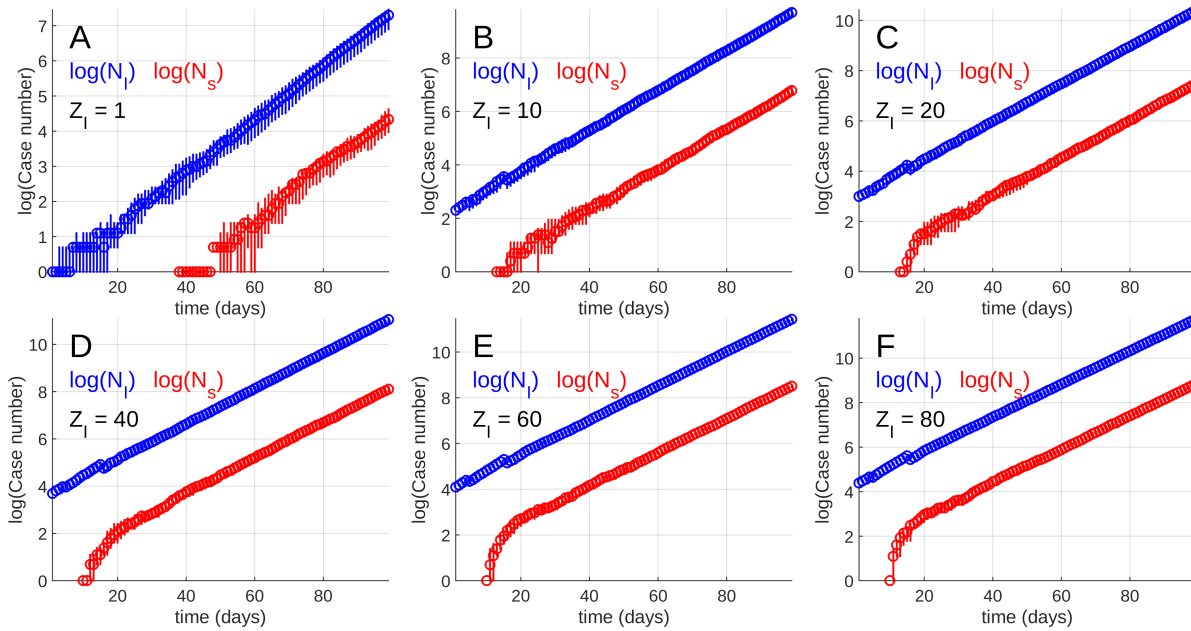 A
log(N_I) log(N_s)
Z_I = 1
log(Case number)
7
6
5
4
3
2
1
0
20 40 60 80
time (days)
B
log(N_I) log(N_s)
Z_I = 10
log(Case number)
8
6
4
2
0
20 40 60 80
time (days)
C
log(N_I) log(N_s)
Z_I = 20
log(Case number)
10
8
6
4
2
0
20 40 60 80
time (days)
D
log(N_I) log(N_s)
Z_I = 40
log(Case number)
10
8
6
4
2
0
20 40 60 80
time (days)
E
log(N_I) log(N_s)
Z_I = 60
log(Case number)
10
8
6
4
2
0
20 40 60 80
time (days)
F
log(N_I) log(N_s)
Z_I = 80
log(Case number)
10
8
6
4
2
0
20 40 60 80
time (days)